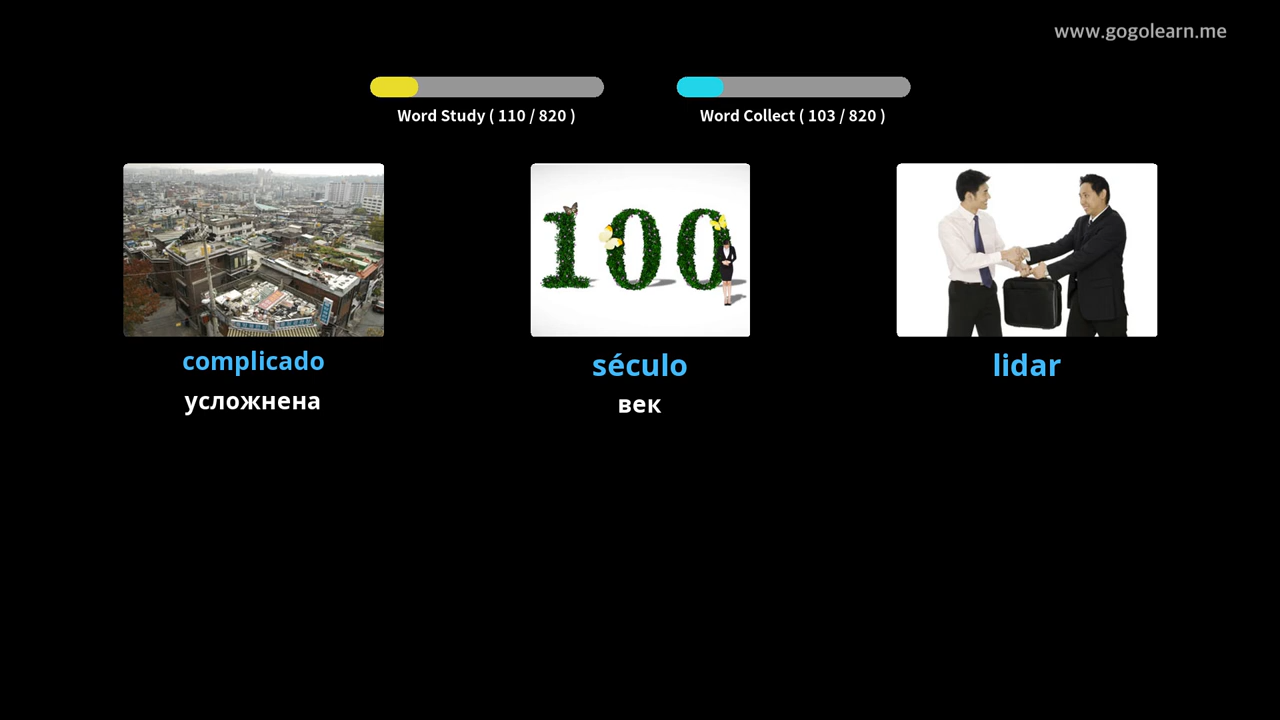 www.gogolearn.me
Word Study ( 110 / 820 )
Word Collect ( 103 / 820 )
100
complicado
século
lidar
усложнена
век